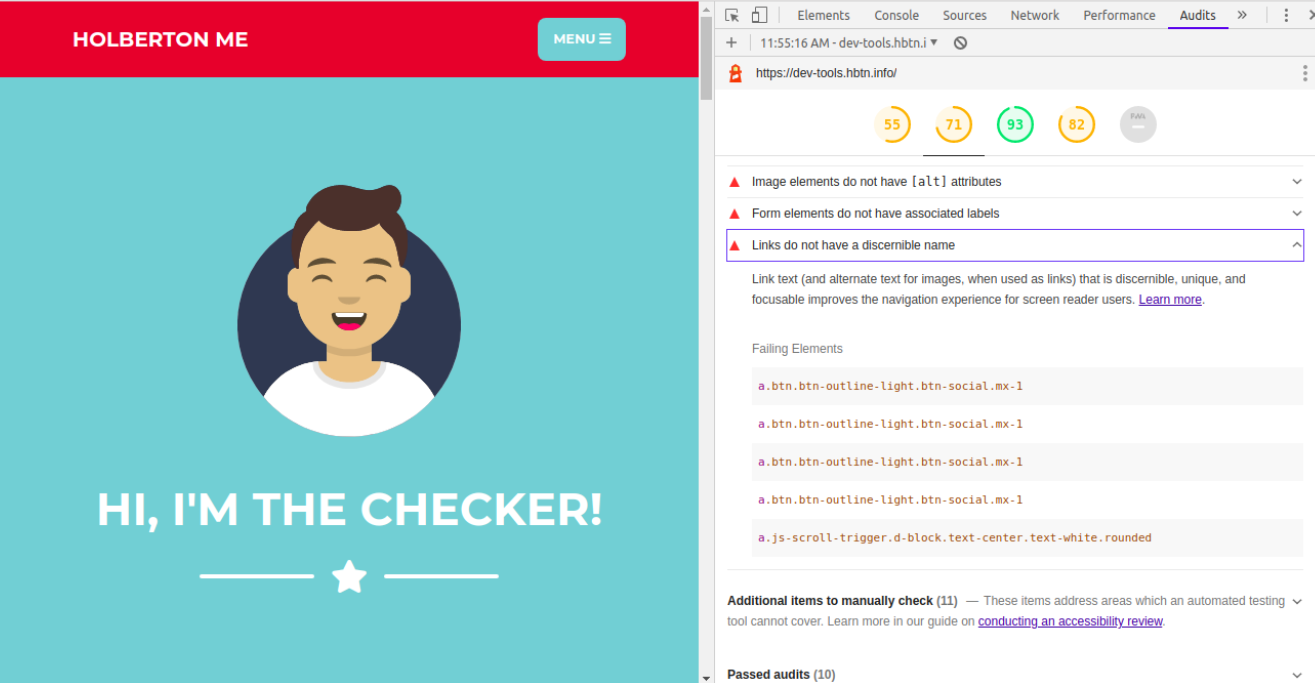 HOLBERTON ME
MENU
HI, I'M THE CHECKER!
Elements Console Sources Network Performance Audits
11:55:16 AM - dev-tools.hbtn.i
https://dev-tools.hbtn.info/
55 71 93 82 PWA
Image elements do not have [alt] attributes
Form elements do not have associated labels
Links do not have a discernible name
Link text (and alternate text for images, when used as links) that is discernible, unique, and
focusable improves the navigation experience for screen reader users. Learn more.
Failing Elements
a.btn.btn-outline-light.btn-social.mx-1
a.btn.btn-outline-light.btn-social.mx-1
a.btn.btn-outline-light.btn-social.mx-1
a.btn.btn-outline-light.btn-social.mx-1
a.js-scroll-trigger.d-block.text-center.text-white.rounded
Additional items to manually check (11) — These items address areas which an automated testing
tool cannot cover. Learn more in our guide on conducting an accessibility review.
Passed audits (10)